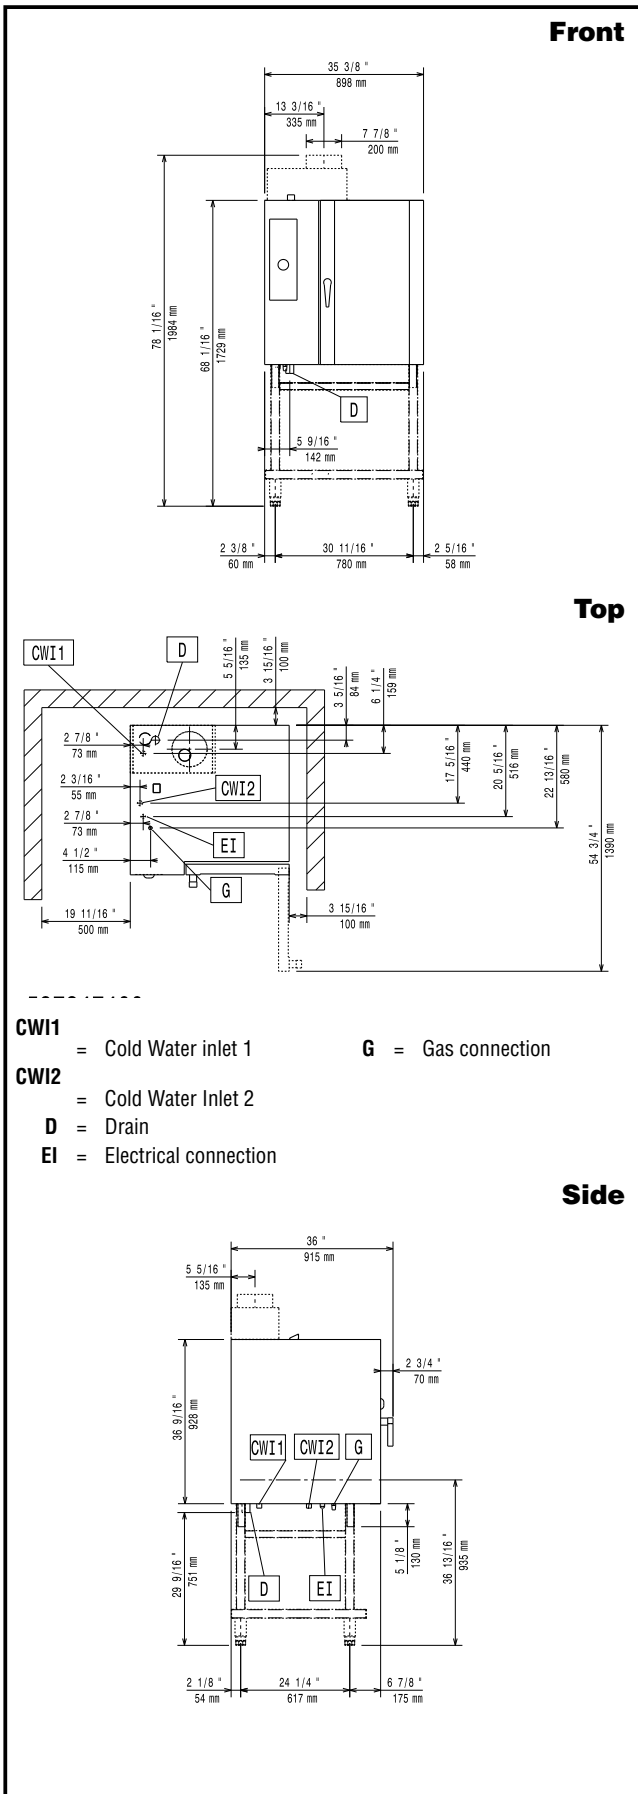 Front
35 3/8 "
898 mm
13 3/16 "
335 mm
7 7/8 "
200 mm
78 1/16 "
1984 mm
68 1/16 "
1729 mm
D
5 9/16 "
142 mm
2 3/8 "
60 mm
30 11/16 "
780 mm
2 5/16 "
58 mm
Top
CWI1
D
5 5/16 "
135 mm
3 15/16 "
100 mm
3 5/16 "
84 mm
6 1/4 "
159 mm
2 7/8 "
73 mm
2 3/16 "
55 mm
CWI2
2 7/8 "
73 mm
EI
4 1/2 "
115 mm
G
17 5/16 "
440 mm
20 5/16 "
516 mm
22 13/16 "
580 mm
54 3/4 "
1390 mm
19 11/16 "
500 mm
3 15/16 "
100 mm
CWI1
= Cold Water inlet 1
G = Gas connection
CWI2
= Cold Water Inlet 2
D = Drain
EI = Electrical connection
Side
36 "
915 mm
5 5/16 "
135 mm
2 3/4 "
70 mm
36 9/16 "
928 mm
CWI1
CWI2
G
29 9/16 "
751 mm
D
EI
5 1/8 "
130 mm
36 13/16 "
935 mm
2 1/8 "
54 mm
24 1/4 "
617 mm
6 7/8 "
175 mm